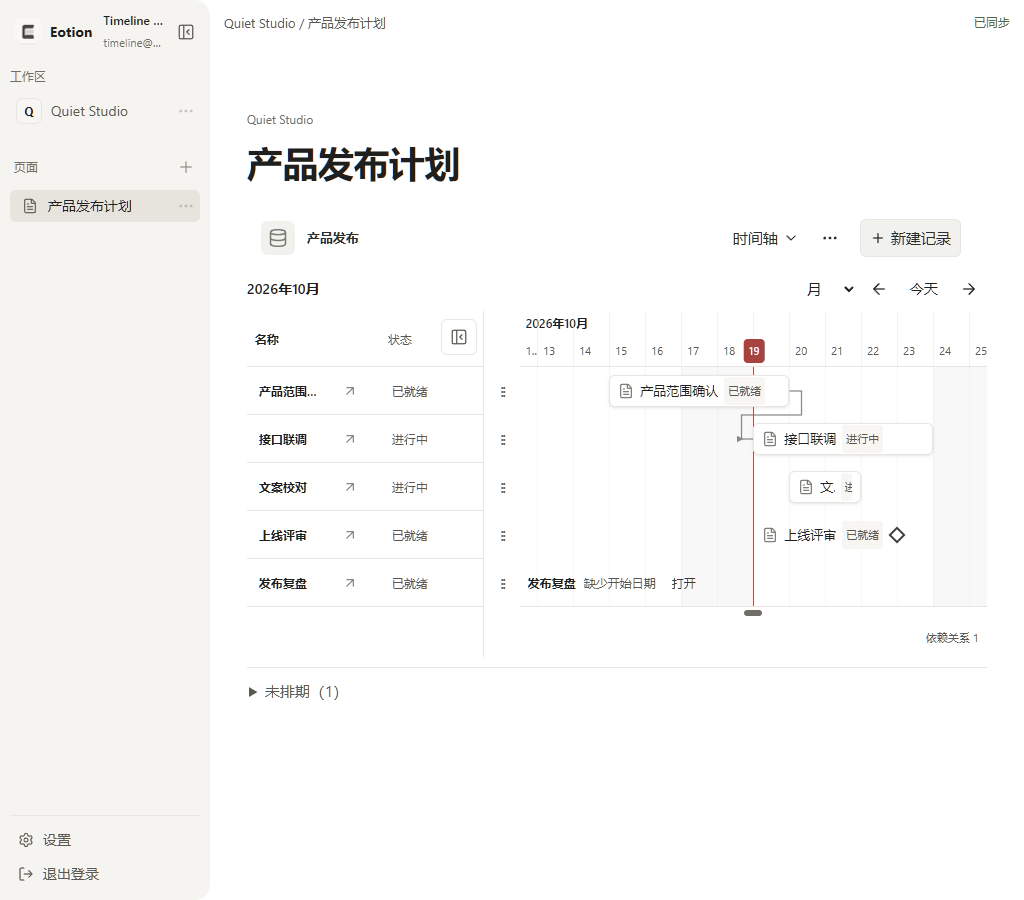 Eotion
Timeline ...
timeline@...
工作区
Q Quiet Studio
页面
产品发布计划
设置
退出登录
Quiet Studio / 产品发布计划
已同步
Quiet Studio
产品发布计划
产品发布
时间轴
新建记录
2026年10月
月
今天
名称 状态
2026年10月
1... 13 14 15 16 17 18 19 20 21 22 23 24 25
产品范围... 已就绪
产品范围确认 已就绪
接口联调 进行中
接口联调 进行中
文案校对 进行中
文. 进
上线评审 已就绪
上线评审 已就绪
发布复盘 已就绪
发布复盘 缺少开始日期 打开
依赖关系 1
未排期 (1)